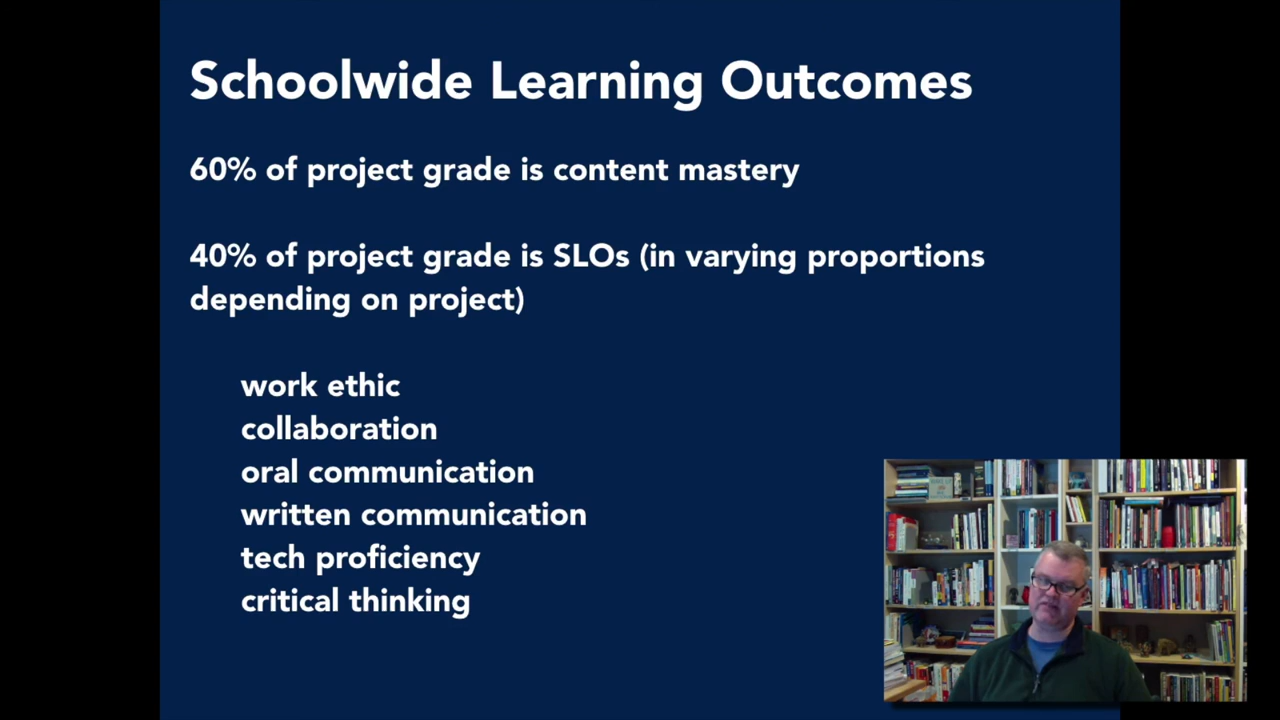 Schoolwide Learning Outcomes
60% of project grade is content mastery
40% of project grade is SLOs (in varying proportions
depending on project)
work ethic
collaboration
oral communication
written communication
tech proficiency
critical thinking